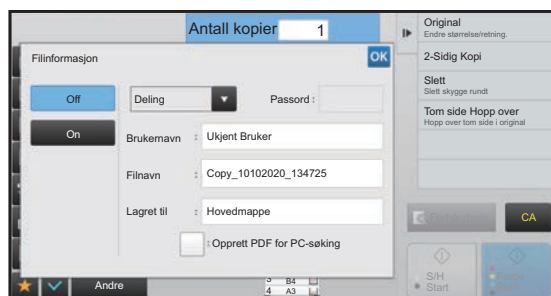 Antall kopier 1
Filinformasjon
OK
Off
On
Deling
Passord :
Brukernavn : Ukjent Bruker
Filnavn : Copy_10102020_134725
Lagret til : Hovedmappe
: Opprett PDF for PC-søking
Andre
B4
4 A3
Original
Endre størrelse/retning.
2-Sidig Kopi
Slett
Slett skygge rundt
Tom side Hopp over
Hopp over tom side i original
CA
S/H
Start